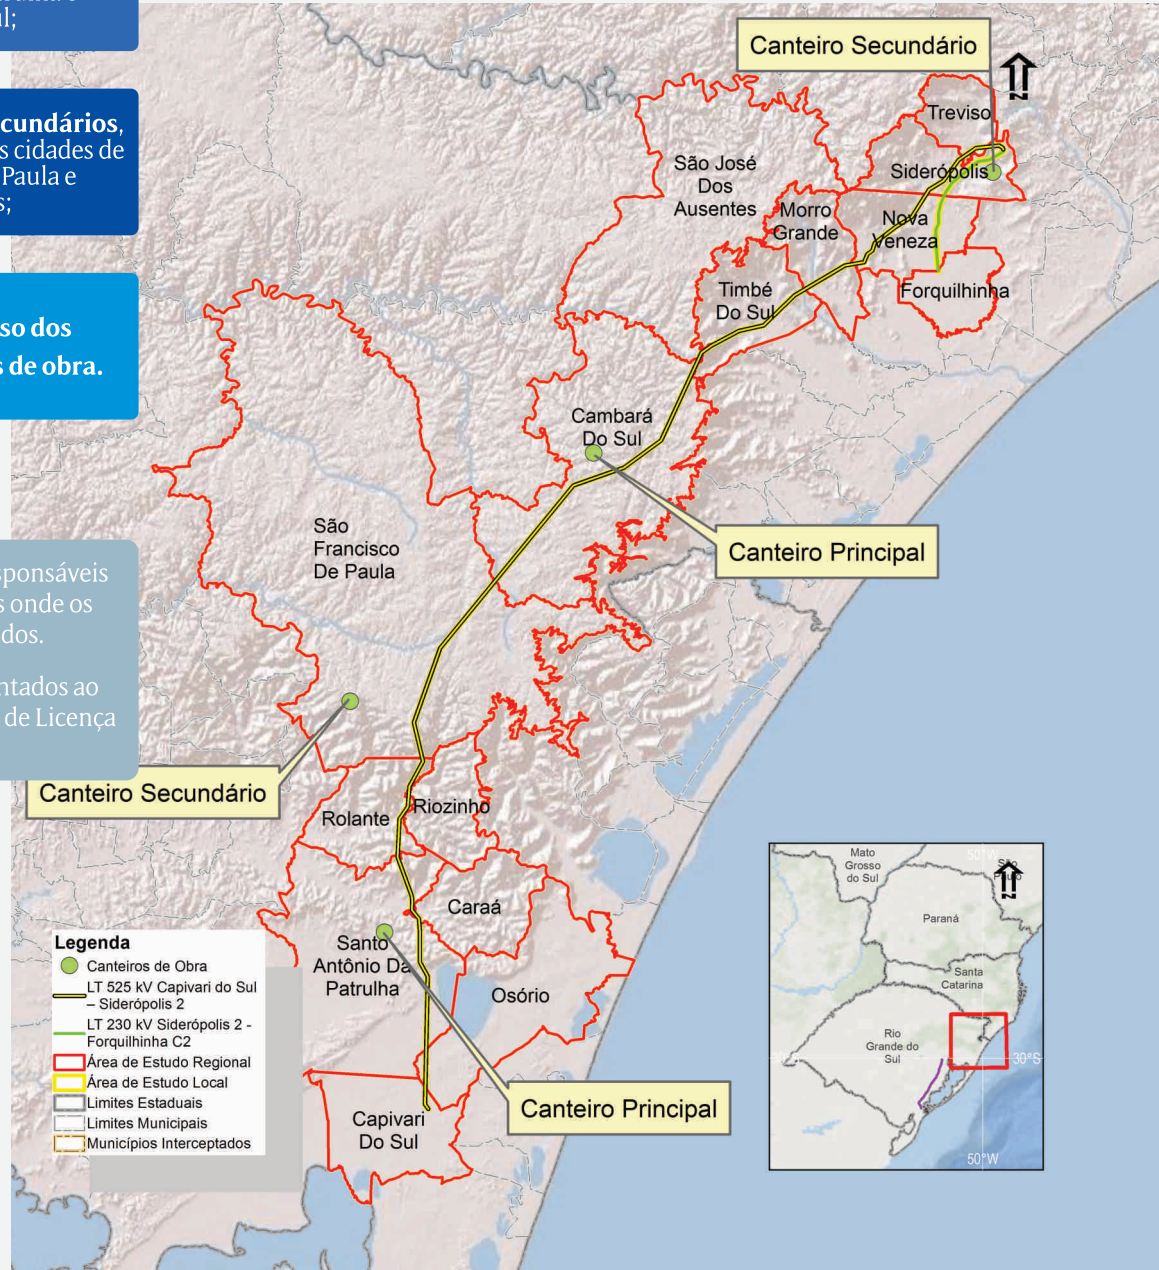 l;
cundários,
s cidades de
Paula e
s;
so dos
s de obra.
sponsáveis
s onde os
dos.
ntados ao
de Licença
Canteiro Secundário
Treviso
Siderópolis
São José
Dos
Ausentes
Morro
Grande
Nova
Veneza
Timbé
Do Sul
Forquilhinha
Cambará
Do Sul
Canteiro Principal
São
Francisco
De Paula
Canteiro Secundário
Rolante
Riozinho
Caraá
Santo
Antônio Da
Patrulha
Osório
Canteiro Principal
Capivari
Do Sul
Legenda
Canteiros de Obra
LT 525 kV Capivari do Sul
– Siderópolis 2
LT 230 kV Siderópolis 2 -
Forquilhinha C2
Área de Estudo Regional
Área de Estudo Local
Limites Estaduais
Limites Municipais
Municípios Interceptados
50°W
Mato
Grosso
do Sul
São
Paulo
Paraná
Santa
Catarina
Rio
Grande do
Sul
30°S
50°W